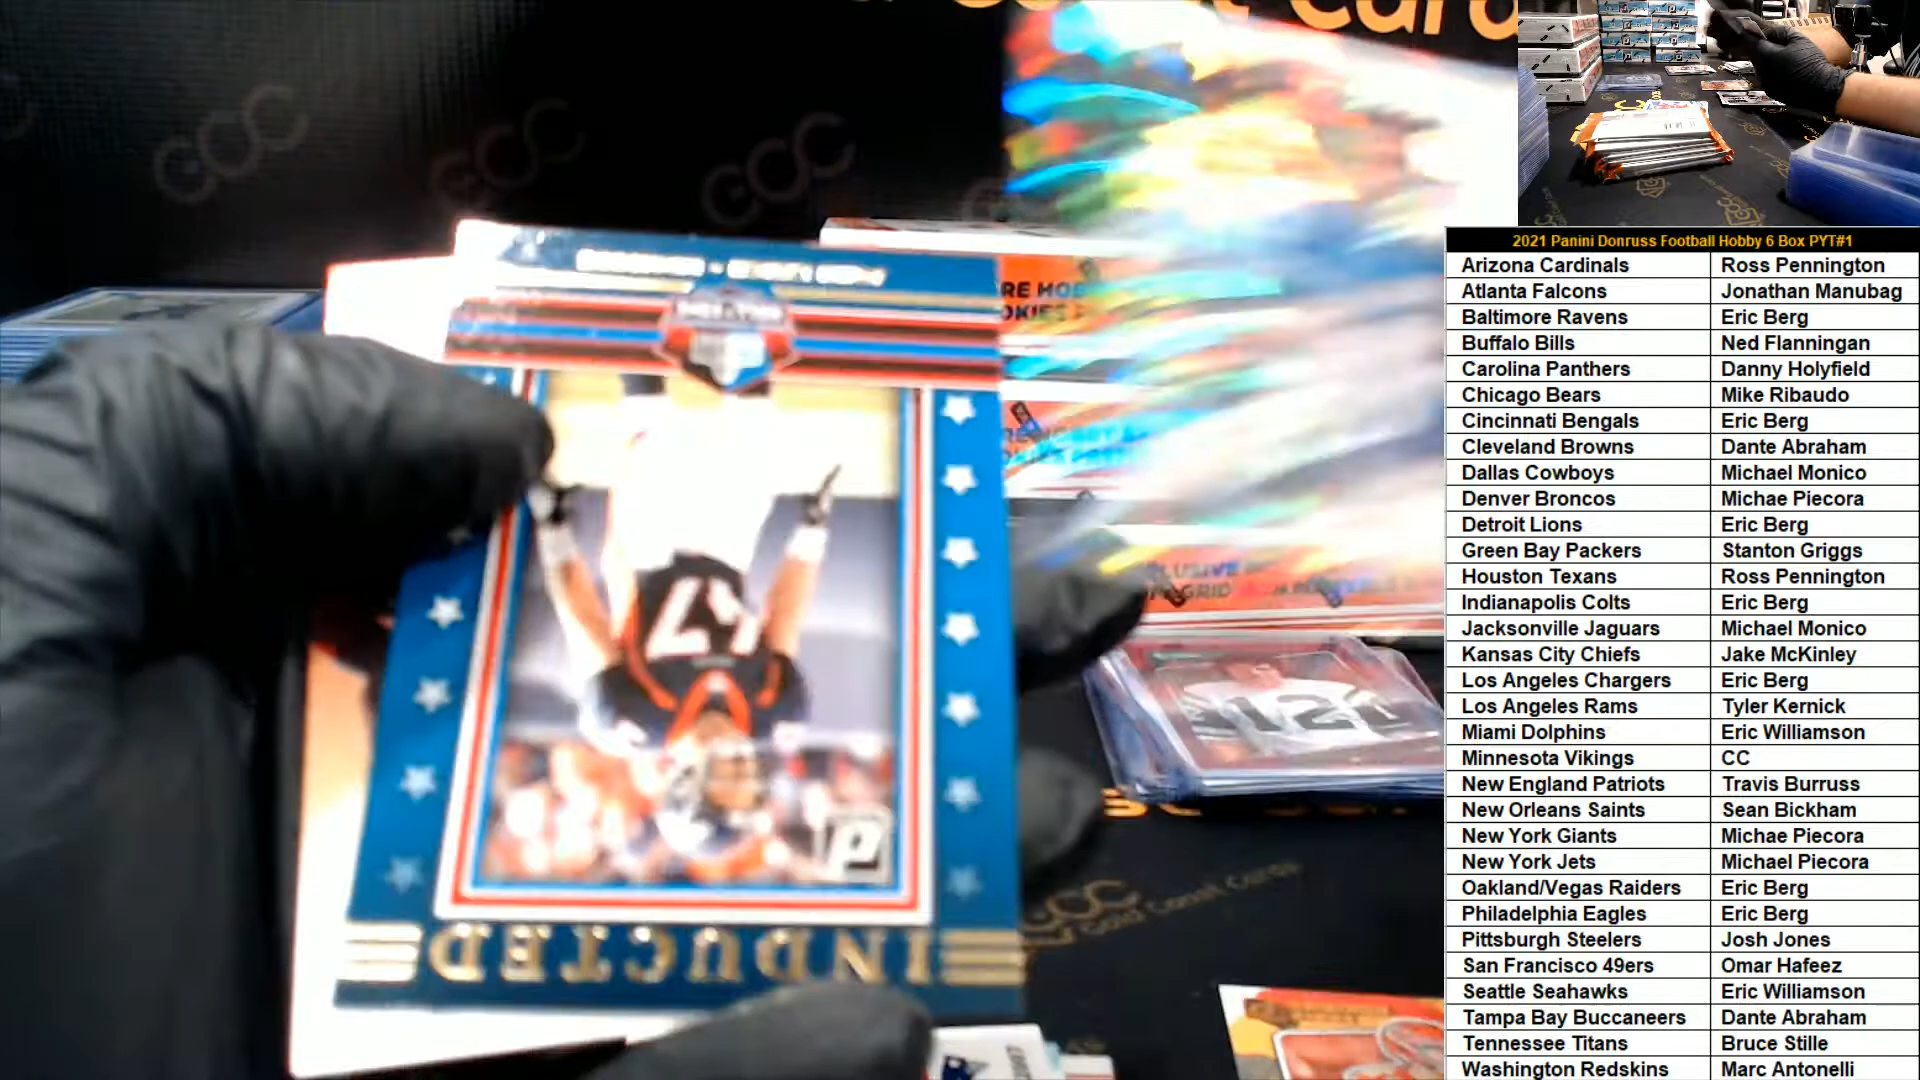 GCC
GCC
GCC
2021 Panini Donruss Football Hobby 6 Box PYT#1
Arizona Cardinals Ross Pennington
Atlanta Falcons Jonathan Manubag
Baltimore Ravens Eric Berg
Buffalo Bills Ned Flanningan
Carolina Panthers Danny Holyfield
Chicago Bears Mike Ribaudo
Cincinnati Bengals Eric Berg
Cleveland Browns Dante Abraham
Dallas Cowboys Michael Monico
Denver Broncos Michae Piecora
Detroit Lions Eric Berg
Green Bay Packers Stanton Griggs
Houston Texans Ross Pennington
Indianapolis Colts Eric Berg
Jacksonville Jaguars Michael Monico
Kansas City Chiefs Jake McKinley
Los Angeles Chargers Eric Berg
Los Angeles Rams Tyler Kernick
Miami Dolphins Eric Williamson
Minnesota Vikings CC
New England Patriots Travis Burruss
New Orleans Saints Sean Bickham
New York Giants Michae Piecora
New York Jets Michael Piecora
Oakland/Vegas Raiders Eric Berg
Philadelphia Eagles Eric Berg
Pittsburgh Steelers Josh Jones
San Francisco 49ers Omar Hafeez
Seattle Seahawks Eric Williamson
Tampa Bay Buccaneers Dante Abraham
Tennessee Titans Bruce Stille
Washington Redskins Marc Antonelli
47
INDUCTED
GCC
Gold Coast Cards